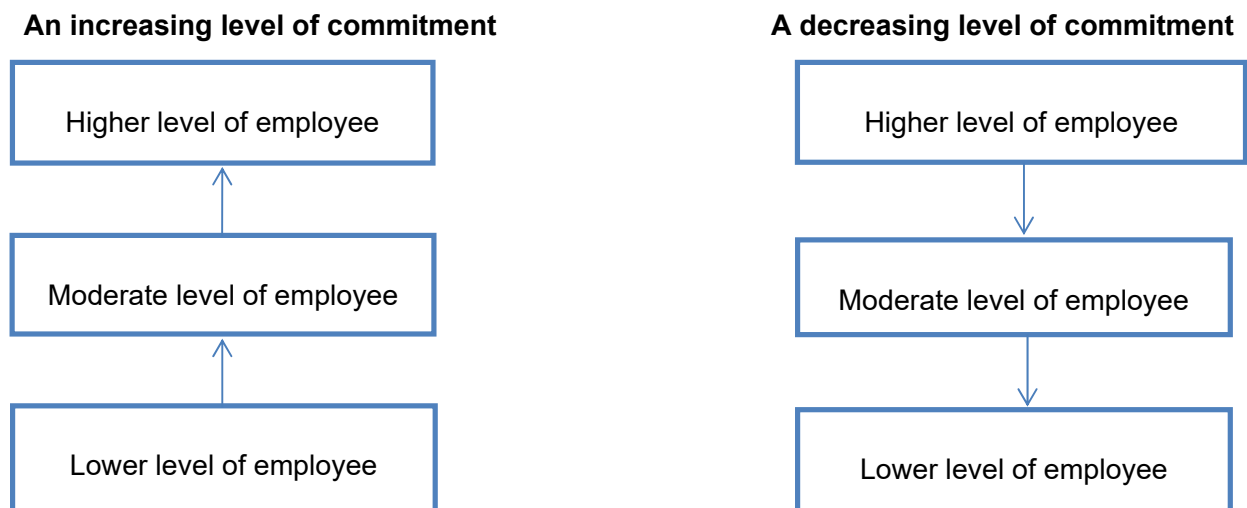 An increasing level of commitment
Higher level of employee
Moderate level of employee
Lower level of employee
A decreasing level of commitment
Higher level of employee
Moderate level of employee
Lower level of employee